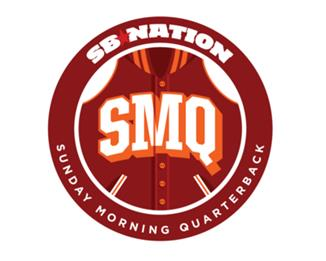 SB NATION
SMQ
SUNDAY MORNING QUARTERBACK